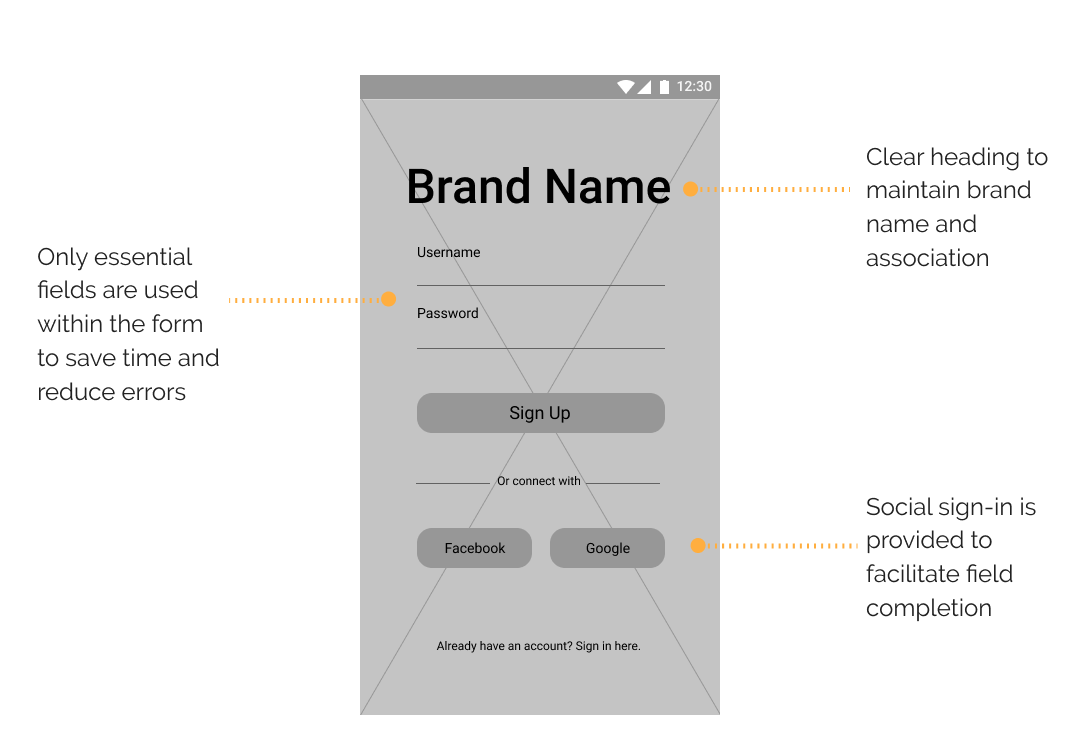 12:30
Brand Name
Username
Password
Sign Up
Or connect with
Facebook
Google
Already have an account? Sign in here.
Only essential
fields are used
within the form
to save time and
reduce errors
Clear heading to
maintain brand
name and
association
Social sign-in is
provided to
facilitate field
completion